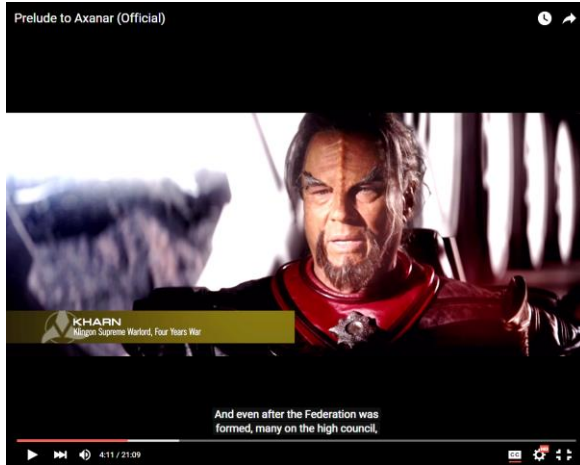 Prelude to Axanar (Official)
KHARN
Klingon Supreme Warlord, Four Years War
And even after the Federation was
formed, many on the high council,
4:11 / 21:09
CC